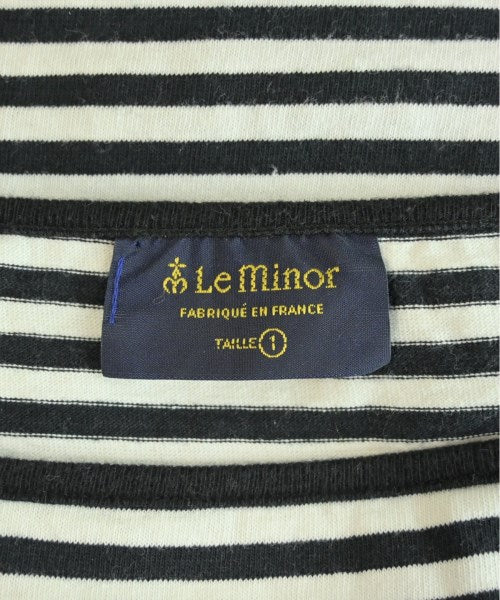 Le Minor
FABRIQUÉ EN FRANCE
TAILLE 1